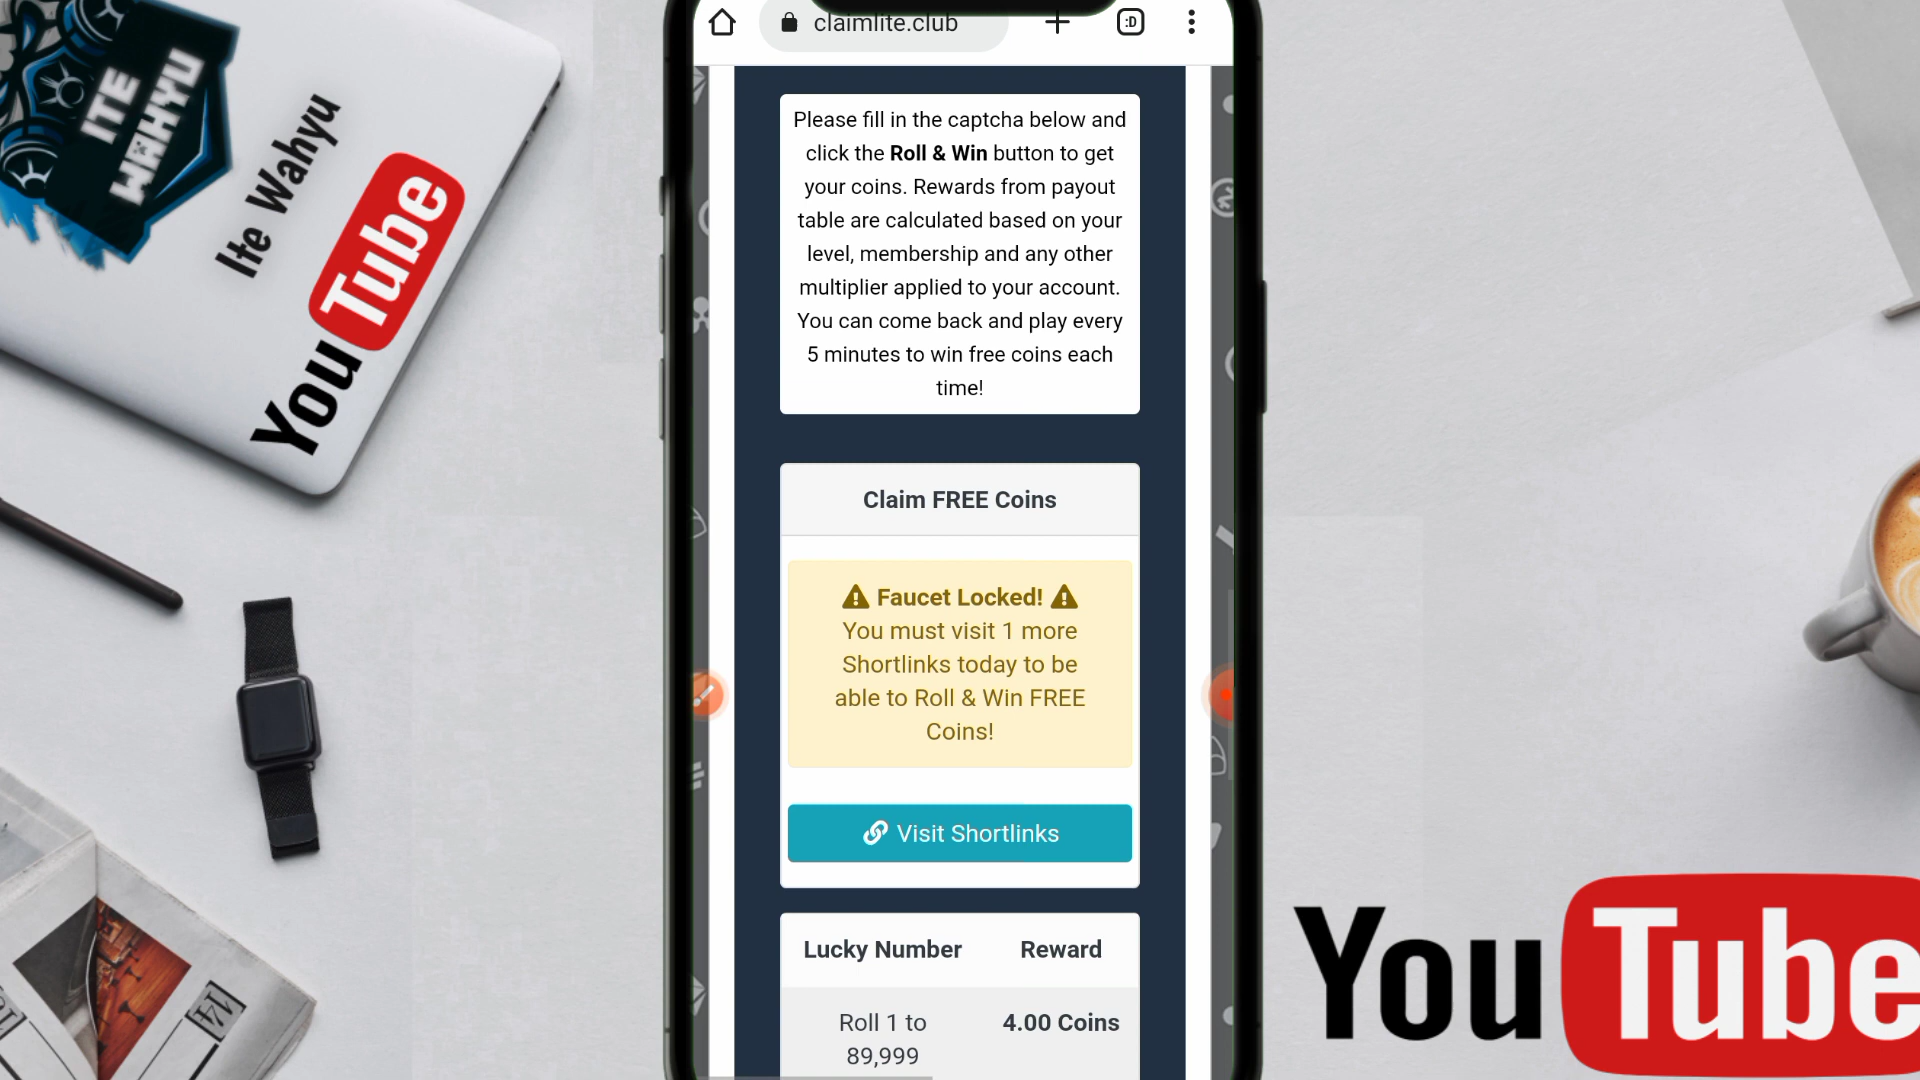 ITE
WAHYU
Ite Wahyu
YouTube
claimlite.club
:D
Please fill in the captcha below and
click the Roll & Win button to get
your coins. Rewards from payout
table are calculated based on your
level, membership and any other
multiplier applied to your account.
You can come back and play every
5 minutes to win free coins each
time!
Claim FREE Coins
Faucet Locked!
You must visit 1 more
Shortlinks today to be
able to Roll & Win FREE
Coins!
Visit Shortlinks
Lucky Number Reward
Roll 1 to 4.00 Coins
89,999
YouTube